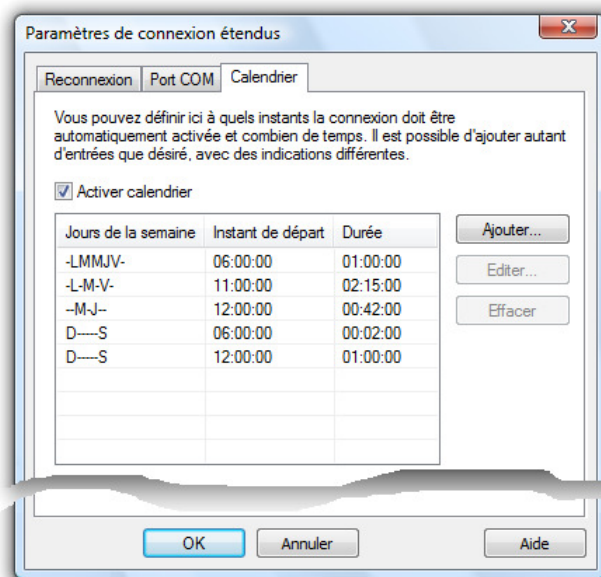 Paramètres de connexion étendus
Reconnexion Port COM Calendrier
Vous pouvez définir ici à quels instants la connexion doit être
automatiquement activée et combien de temps. Il est possible d'ajouter autant
d'entrées que désiré, avec des indications différentes.
Activer calendrier
Jours de la semaine Instant de départ Durée Ajouter...
-LMMJV- 06:00:00 01:00:00
Editer...
-L-M-V- 11:00:00 02:15:00
--M-J-- 12:00:00 00:42:00 Effacer
D-----S 06:00:00 00:02:00
D-----S 12:00:00 01:00:00
OK Annuler Aide